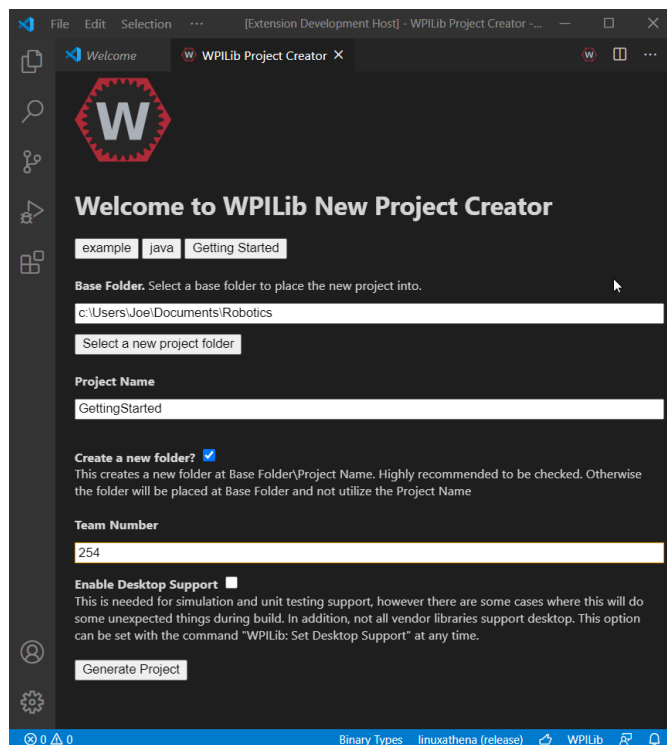 File Edit Selection ··· [Extension Development Host] - WPILib Project Creator -...
Welcome WPILib Project Creator
W
Welcome to WPILib New Project Creator
example java Getting Started
Base Folder. Select a base folder to place the new project into.
c:\Users\Joe\Documents\Robotics
Select a new project folder
Project Name
GettingStarted
Create a new folder?
This creates a new folder at Base Folder\Project Name. Highly recommended to be checked. Otherwise
the folder will be placed at Base Folder and not utilize the Project Name
Team Number
254
Enable Desktop Support
This is needed for simulation and unit testing support, however there are some cases where this will do
some unexpected things during build. In addition, not all vendor libraries support desktop. This option
can be set with the command "WPILib: Set Desktop Support" at any time.
Generate Project
0 0 Binary Types linuxathena (release) WPILib